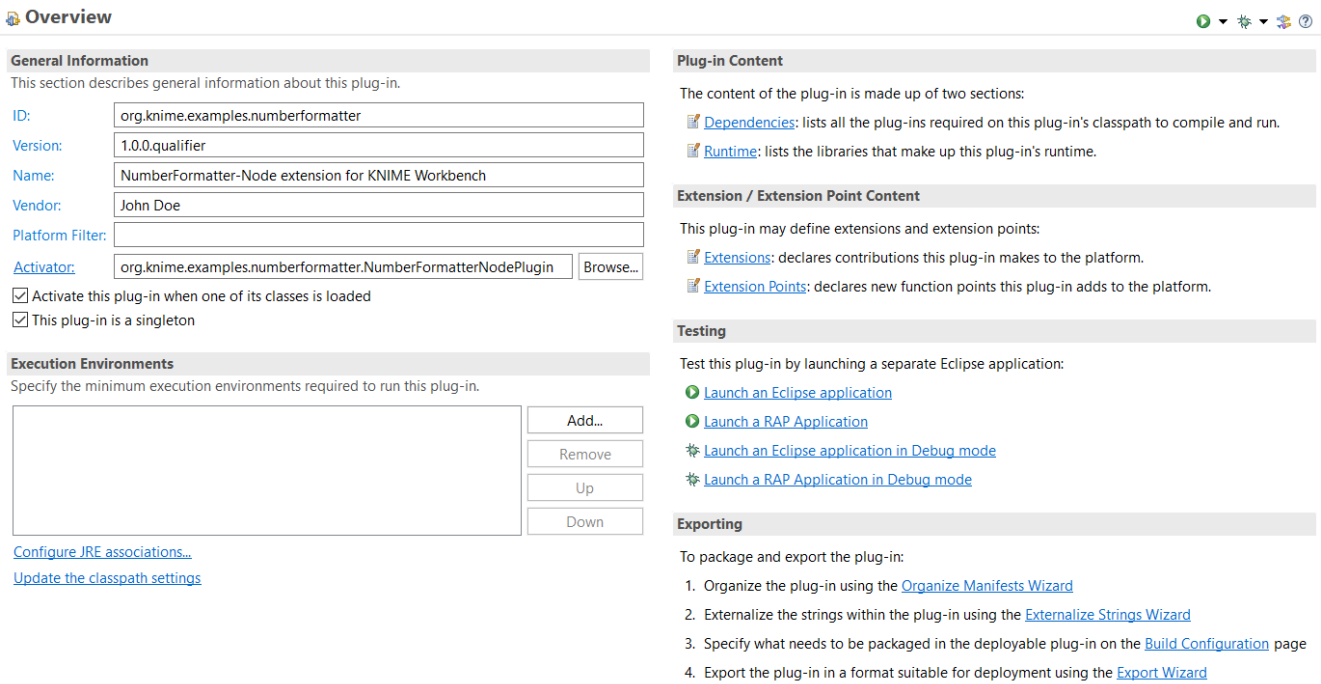 Overview
General Information
This section describes general information about this plug-in.
ID: org.knime.examples.numberformatter
Version: 1.0.0.qualifier
Name: NumberFormatter-Node extension for KNIME Workbench
Vendor: John Doe
Platform Filter:
Activator: org.knime.examples.numberformatter.NumberFormatterNodePlugin Browse...
Activate this plug-in when one of its classes is loaded
This plug-in is a singleton
Execution Environments
Specify the minimum execution environments required to run this plug-in.
Add...
Remove
Up
Down
Configure JRE associations...
Update the classpath settings
Plug-in Content
The content of the plug-in is made up of two sections:
Dependencies: lists all the plug-ins required on this plug-in's classpath to compile and run.
Runtime: lists the libraries that make up this plug-in's runtime.
Extension / Extension Point Content
This plug-in may define extensions and extension points:
Extensions: declares contributions this plug-in makes to the platform.
Extension Points: declares new function points this plug-in adds to the platform.
Testing
Test this plug-in by launching a separate Eclipse application:
Launch an Eclipse application
Launch a RAP Application
Launch an Eclipse application in Debug mode
Launch a RAP Application in Debug mode
Exporting
To package and export the plug-in:
1. Organize the plug-in using the Organize Manifests Wizard
2. Externalize the strings within the plug-in using the Externalize Strings Wizard
3. Specify what needs to be packaged in the deployable plug-in on the Build Configuration page
4. Export the plug-in in a format suitable for deployment using the Export Wizard